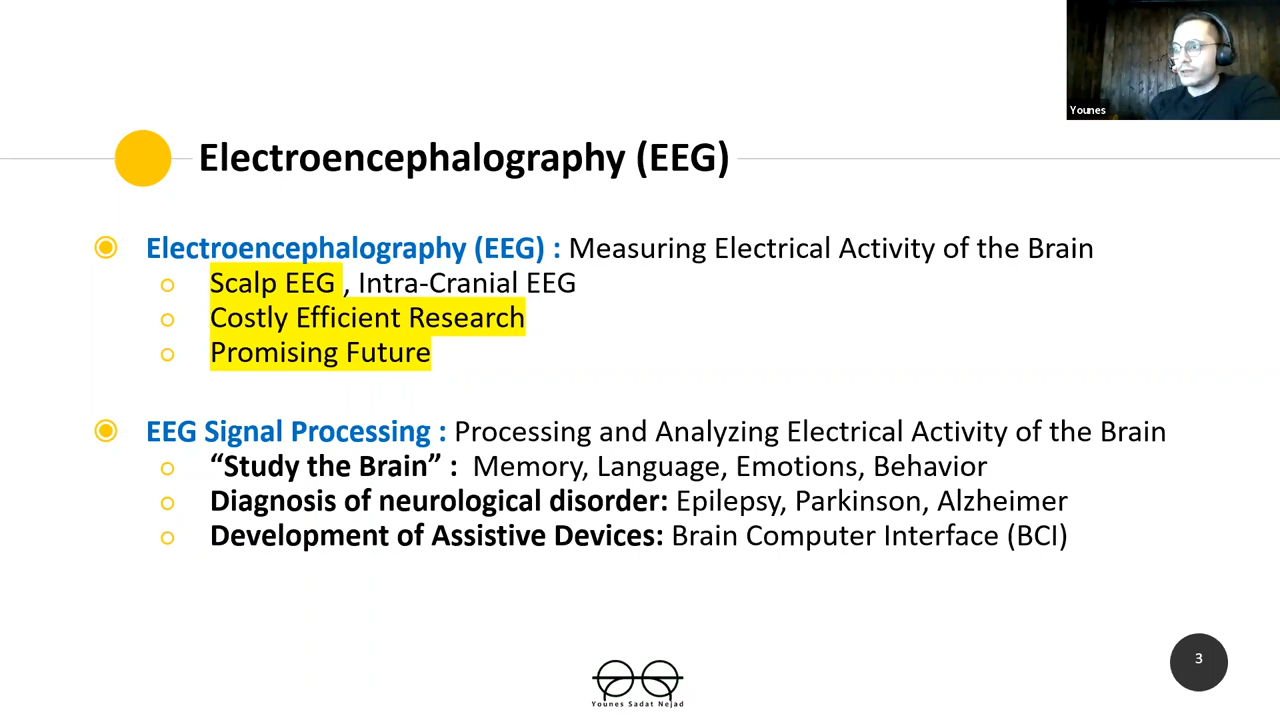 Younes
Electroencephalography (EEG)
Electroencephalography (EEG) : Measuring Electrical Activity of the Brain
Scalp EEG , Intra-Cranial EEG
Costly Efficient Research
Promising Future
EEG Signal Processing : Processing and Analyzing Electrical Activity of the Brain
“Study the Brain” : Memory, Language, Emotions, Behavior
Diagnosis of neurological disorder: Epilepsy, Parkinson, Alzheimer
Development of Assistive Devices: Brain Computer Interface (BCI)
3
Younes Sadat Nejad